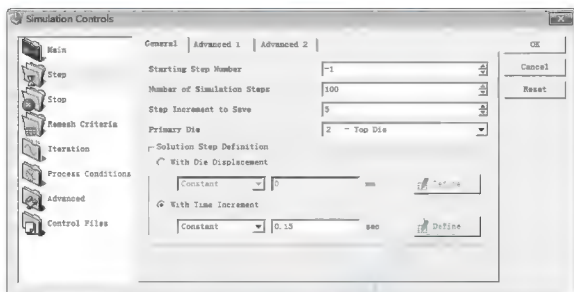 Simulation Controls
Main
Step
Stop
Remesh Criteria
Iteration
Process Conditions
Advanced
Control Files
General Advanced 1 Advanced 2
Starting Step Number -1
Number of Simulation Steps 100
Step Increment to Save 5
Primary Die 2 - Top Die
Solution Step Definition
With Die Displacement
Constant 0 mm Define
With Time Increment
Constant 0.15 sec Define
OK
Cancel
Reset